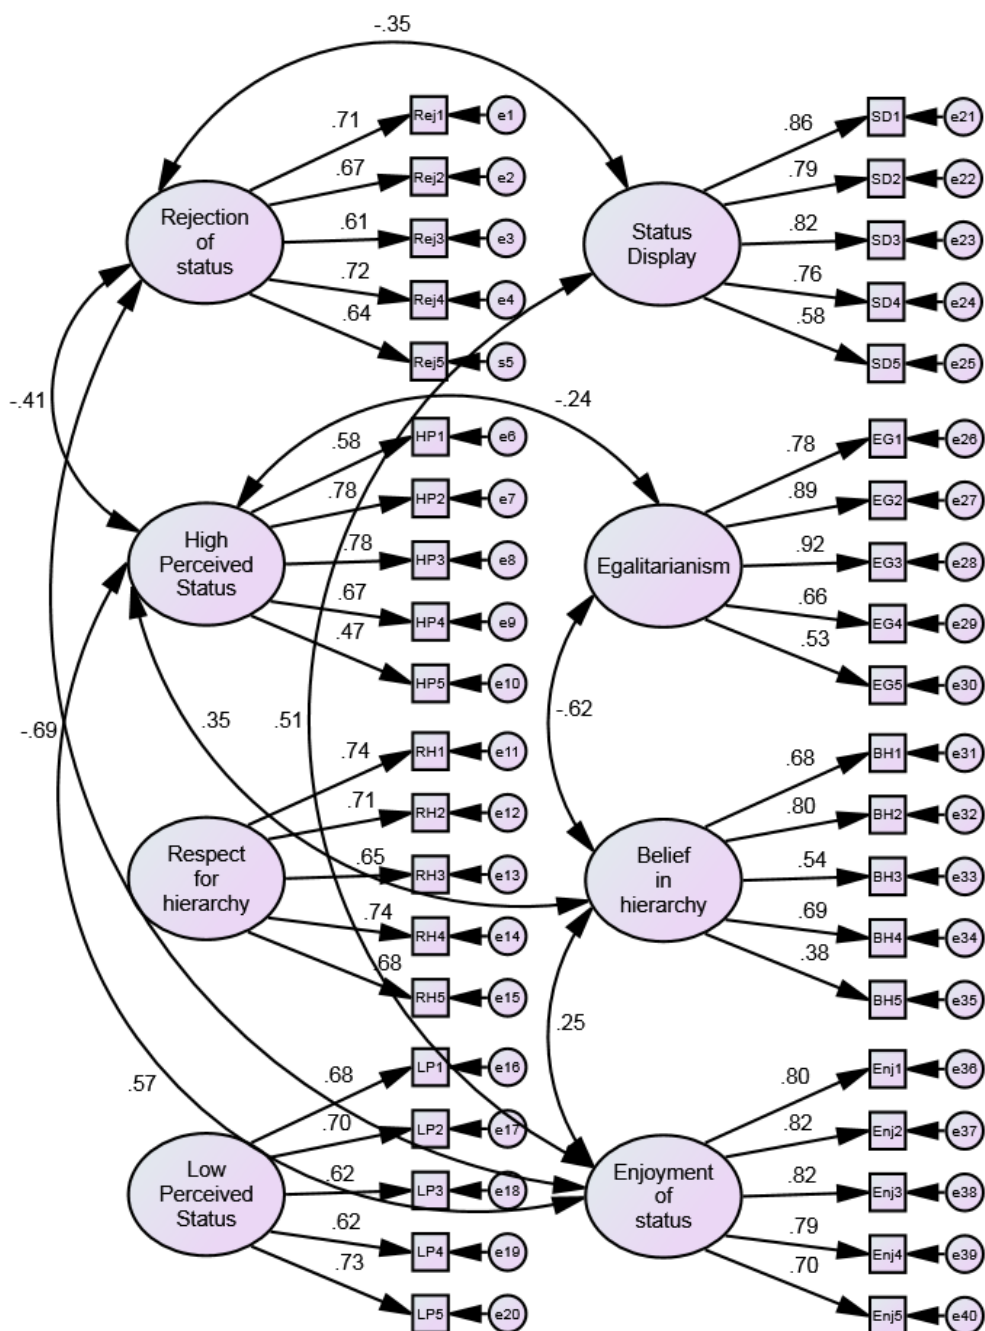 -.35
.71
Rej1
e1
.67
Rej2
e2
.61
Rej3
e3
.72
Rej4
e4
.64
Rej5
s5
Rejection
of
status
.86
SD1
e21
.79
SD2
e22
.82
SD3
e23
.76
SD4
e24
.58
SD5
e25
Status
Display
-.41
-.24
.58
HP1
e6
.78
HP2
e7
.78
HP3
e8
.67
HP4
e9
.47
HP5
e10
High
Perceived
Status
.78
EG1
e26
.89
EG2
e27
.92
EG3
e28
.66
EG4
e29
.53
EG5
e30
Egalitarianism
-.69
.35
.51
-.62
.74
RH1
e11
.71
RH2
e12
.65
RH3
e13
.74
RH4
e14
.68
RH5
e15
Respect
for
hierarchy
.68
BH1
e31
.80
BH2
e32
.54
BH3
e33
.69
BH4
e34
.38
BH5
e35
Belief
in
hierarchy
.25
.57
.68
LP1
e16
.70
LP2
e17
.62
LP3
e18
.62
LP4
e19
.73
LP5
e20
Low
Perceived
Status
.80
Enj1
e36
.82
Enj2
e37
.82
Enj3
e38
.79
Enj4
e39
.70
Enj5
e40
Enjoyment
of
status